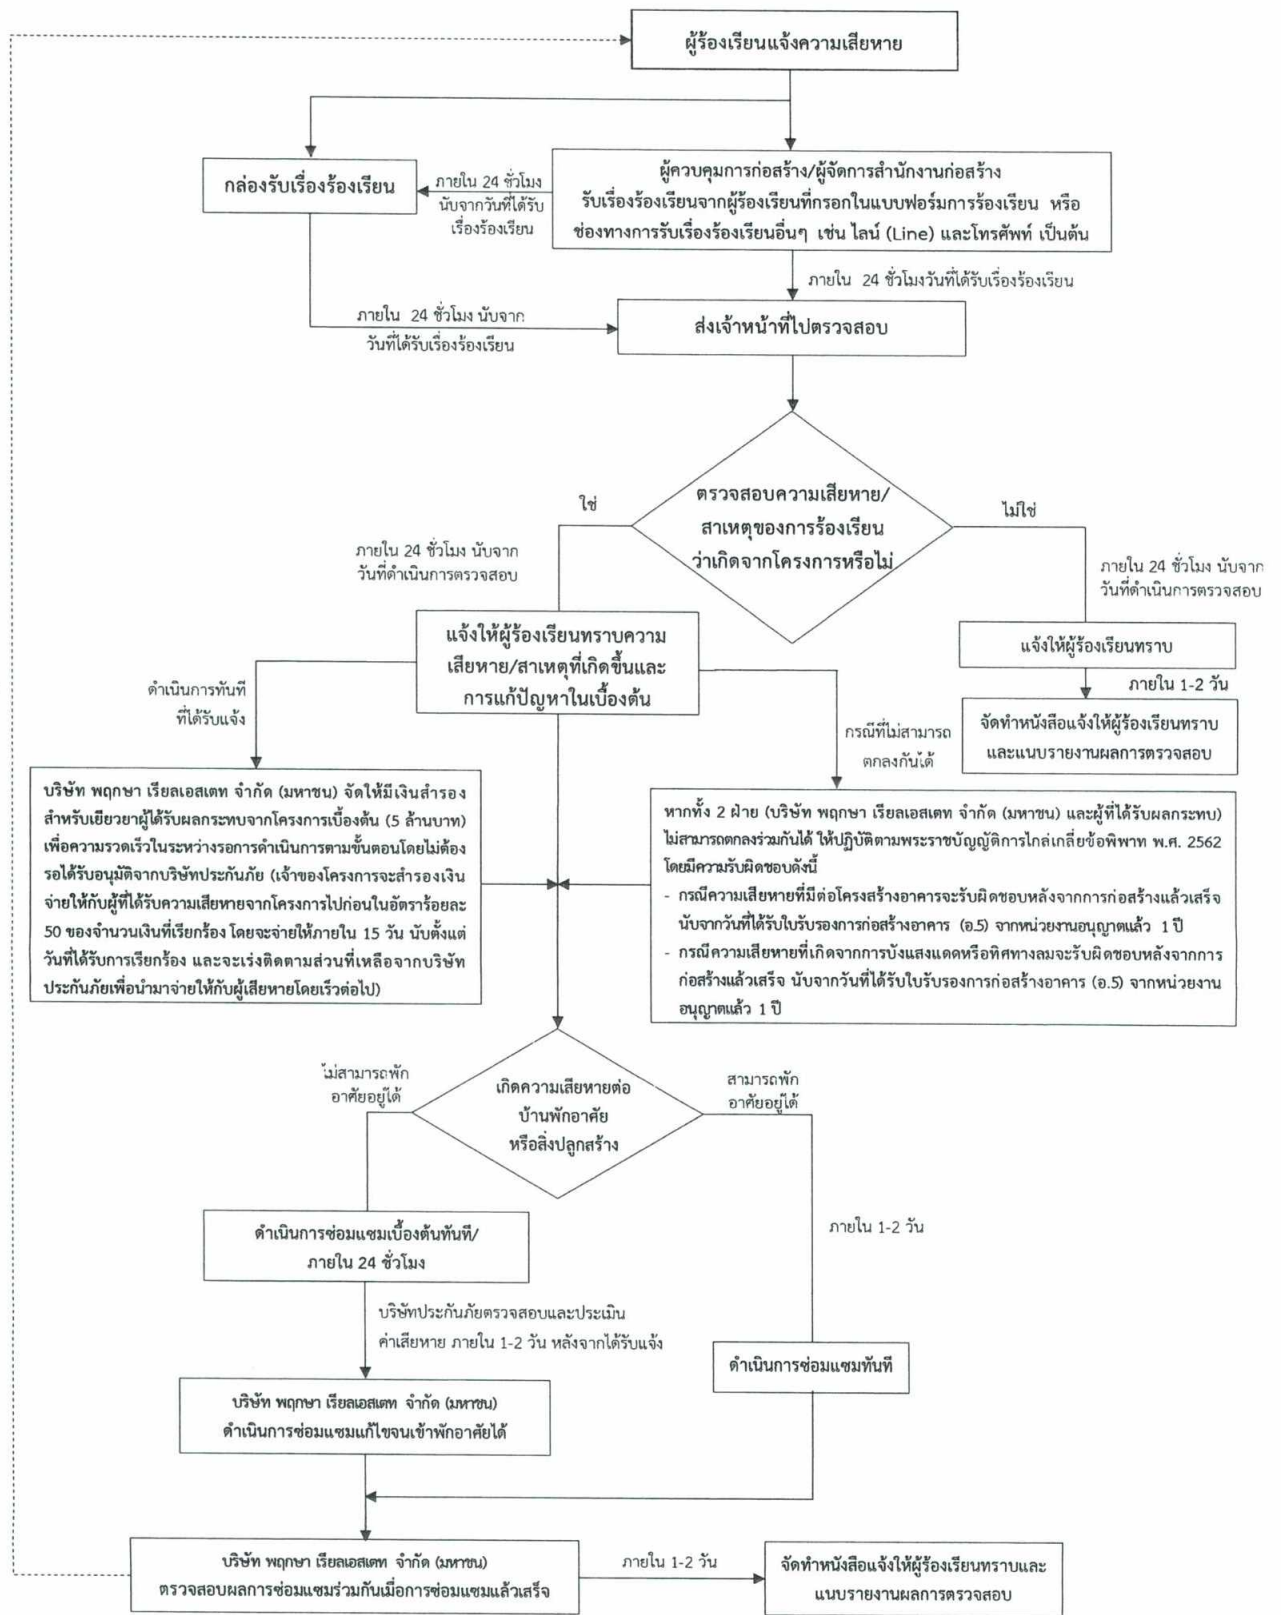 ผู้ร้องเรียนแจ้งความเสียหาย
กล่องรับเรื่องร้องเรียน
ภายใน 24 ชั่วโมง
นับจากวันที่ได้รับ
เรื่องร้องเรียน
ผู้ควบคุมการก่อสร้าง/ผู้จัดการสำนักงานก่อสร้าง
รับเรื่องร้องเรียนจากผู้ร้องเรียนที่กรอกในแบบฟอร์มการร้องเรียน หรือ
ช่องทางการรับเรื่องร้องเรียนอื่นๆ เช่น ไลน์ (Line) และโทรศัพท์ เป็นต้น
ภายใน 24 ชั่วโมงวันที่ได้รับเรื่องร้องเรียน
ภายใน 24 ชั่วโมง นับจาก
วันที่ได้รับเรื่องร้องเรียน
ส่งเจ้าหน้าที่ไปตรวจสอบ
ตรวจสอบความเสียหาย/
สาเหตุของการร้องเรียน
ว่าเกิดจากโครงการหรือไม่
ใช่
ไม่ใช่
ภายใน 24 ชั่วโมง นับจาก
วันที่ดำเนินการตรวจสอบ
ภายใน 24 ชั่วโมง นับจาก
วันที่ดำเนินการตรวจสอบ
แจ้งให้ผู้ร้องเรียนทราบความ
เสียหาย/สาเหตุที่เกิดขึ้นและ
การแก้ปัญหาในเบื้องต้น
แจ้งให้ผู้ร้องเรียนทราบ
ภายใน 1-2 วัน
จัดทำหนังสือแจ้งให้ผู้ร้องเรียนทราบ
และแนบรายงานผลการตรวจสอบ
ดำเนินการทันที
ที่ได้รับแจ้ง
กรณีที่ไม่สามารถ
ตกลงกันได้
บริษัท พฤกษา เรียลเอสเตท จำกัด (มหาชน) จัดให้มีเงินสำรอง
สำหรับเยียวยาผู้ได้รับผลกระทบจากโครงการเบื้องต้น (5 ล้านบาท)
เพื่อความรวดเร็วในระหว่างรอการดำเนินการตามขั้นตอนโดยไม่ต้อง
รอได้รับอนุมัติจากบริษัทประกันภัย (เจ้าของโครงการจะสำรองเงิน
จ่ายให้กับผู้ที่ได้รับความเสียหายจากโครงการไปก่อนในอัตราร้อยละ
50 ของจำนวนเงินที่เรียกร้อง โดยจะจ่ายให้ภายใน 15 วัน นับตั้งแต่
วันที่ได้รับการเรียกร้อง และจะเร่งติดตามส่วนที่เหลือจากบริษัท
ประกันภัยเพื่อนำมาจ่ายให้กับผู้เสียหายโดยเร็วต่อไป)
หากทั้ง 2 ฝ่าย (บริษัท พฤกษา เรียลเอสเตท จำกัด (มหาชน) และผู้ที่ได้รับผลกระทบ)
ไม่สามารถตกลงร่วมกันได้ ให้ปฏิบัติตามพระราชบัญญัติการไกล่เกลี่ยข้อพิพาท พ.ศ. 2562
โดยมีความรับผิดชอบดังนี้
- กรณีความเสียหายที่มีต่อโครงสร้างอาคารจะรับผิดชอบหลังจากการก่อสร้างแล้วเสร็จ
นับจากวันที่ได้รับใบรับรองการก่อสร้างอาคาร (อ.5) จากหน่วยงานอนุญาตแล้ว 1 ปี
- กรณีความเสียหายที่เกิดจากการบังแสงแดดหรือทิศทางลมจะรับผิดชอบหลังจากการ
ก่อสร้างแล้วเสร็จ นับจากวันที่ได้รับใบรับรองการก่อสร้างอาคาร (อ.5) จากหน่วยงาน
อนุญาตแล้ว 1 ปี
ไม่สามารถพัก
อาศัยอยู่ได้
เกิดความเสียหายต่อ
บ้านพักอาศัย
หรือสิ่งปลูกสร้าง
สามารถพัก
อาศัยอยู่ได้
ดำเนินการซ่อมแซมเบื้องต้นทันที/
ภายใน 24 ชั่วโมง
ภายใน 1-2 วัน
บริษัทประกันภัยตรวจสอบและประเมิน
ค่าเสียหาย ภายใน 1-2 วัน หลังจากได้รับแจ้ง
ดำเนินการซ่อมแซมทันที
บริษัท พฤกษา เรียลเอสเตท จำกัด (มหาชน)
ดำเนินการซ่อมแซมแก้ไขจนเข้าพักอาศัยได้
บริษัท พฤกษา เรียลเอสเตท จำกัด (มหาชน)
ตรวจสอบผลการซ่อมแซมร่วมกันเมื่อการซ่อมแซมแล้วเสร็จ
ภายใน 1-2 วัน
จัดทำหนังสือแจ้งให้ผู้ร้องเรียนทราบและ
แนบรายงานผลการตรวจสอบ